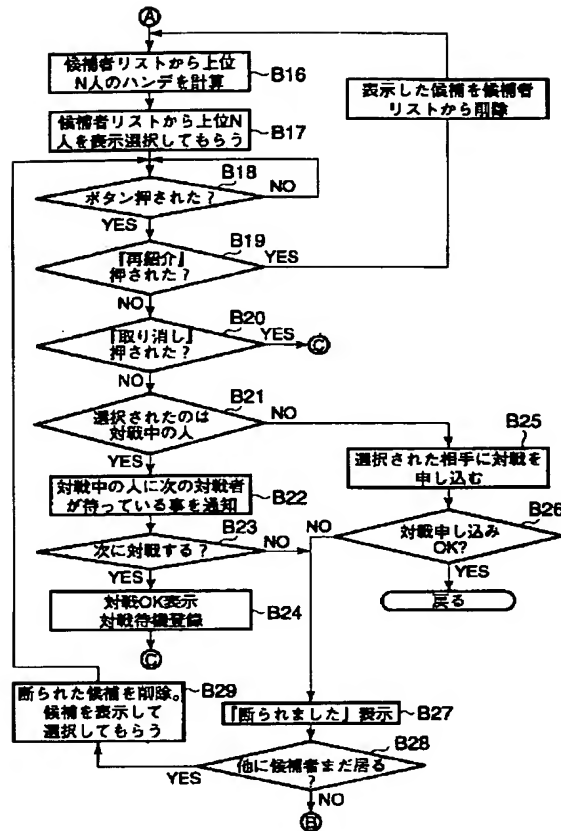 A
候補者リストから上位
N人のハンデを計算
B16
表示した候補を候補者
リストから削除
候補者リストから上位N
人を表示選択してもらう
B17
B18
ボタン押された?
NO
YES
B19
『再紹介』
押された?
YES
NO
B20
『取り消し』
押された?
YES
C
NO
B21
選択されたのは
対戦中の人
NO
YES
B25
選択された相手に対戦を
申し込む
対戦中の人に次の対戦者
が待っている事を通知
B22
B26
対戦申し込み
OK?
NO
YES
戻る
B23
次に対戦する?
NO
YES
対戦OK表示
対戦待機登録
B24
C
断られた候補を削除。
候補を表示して
選択してもらう
B29
『断られました』表示
B27
B28
他に候補者まだ居る
?
YES
NO
B